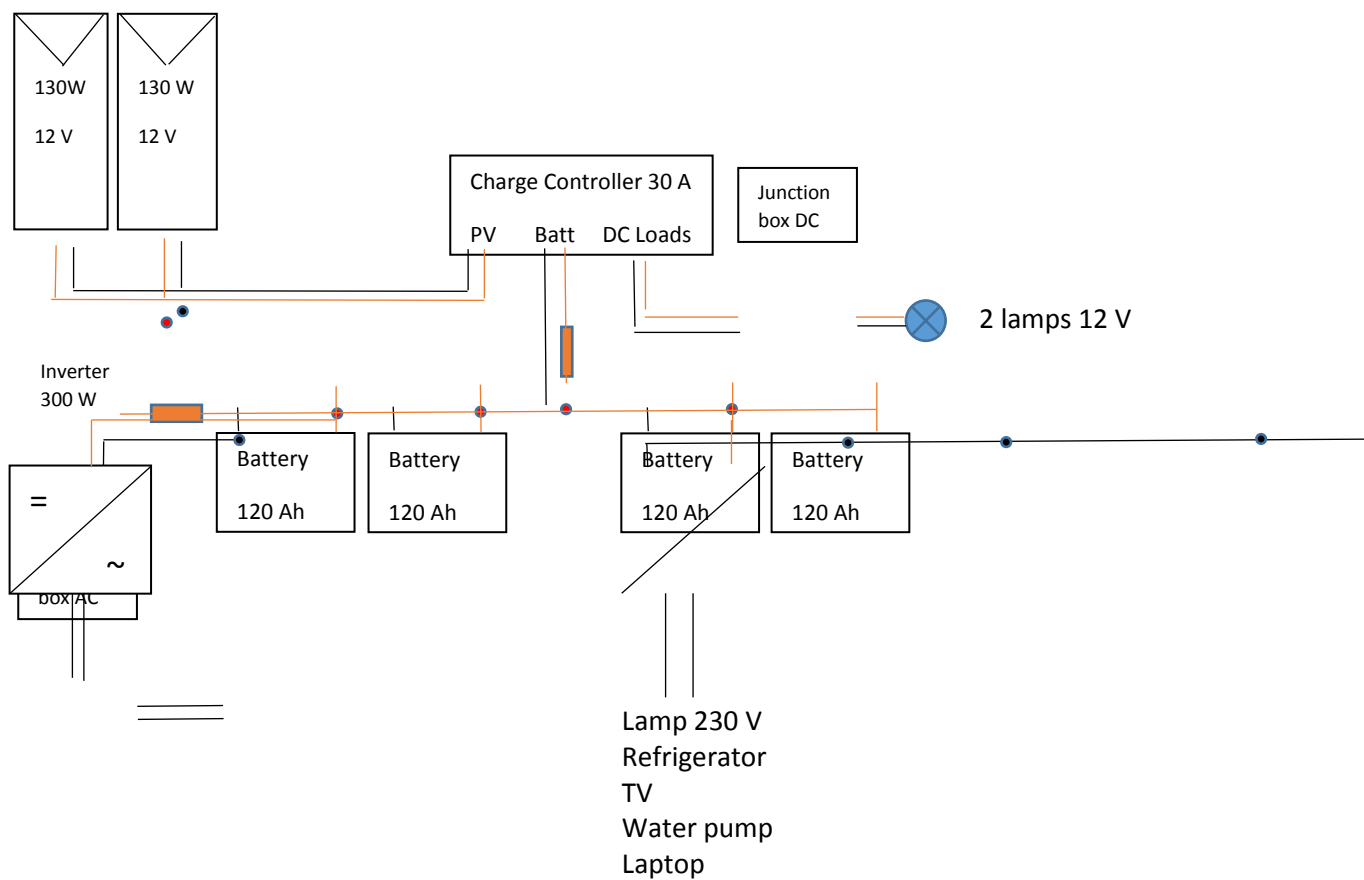 130W
12 V
130 W
12 V
Charge Controller 30 A
PV Batt DC Loads
Junction
box DC
2 lamps 12 V
Inverter
300 W
=
~
box AC
Battery
120 Ah
Battery
120 Ah
Battery
120 Ah
Battery
120 Ah
Lamp 230 V
Refrigerator
TV
Water pump
Laptop